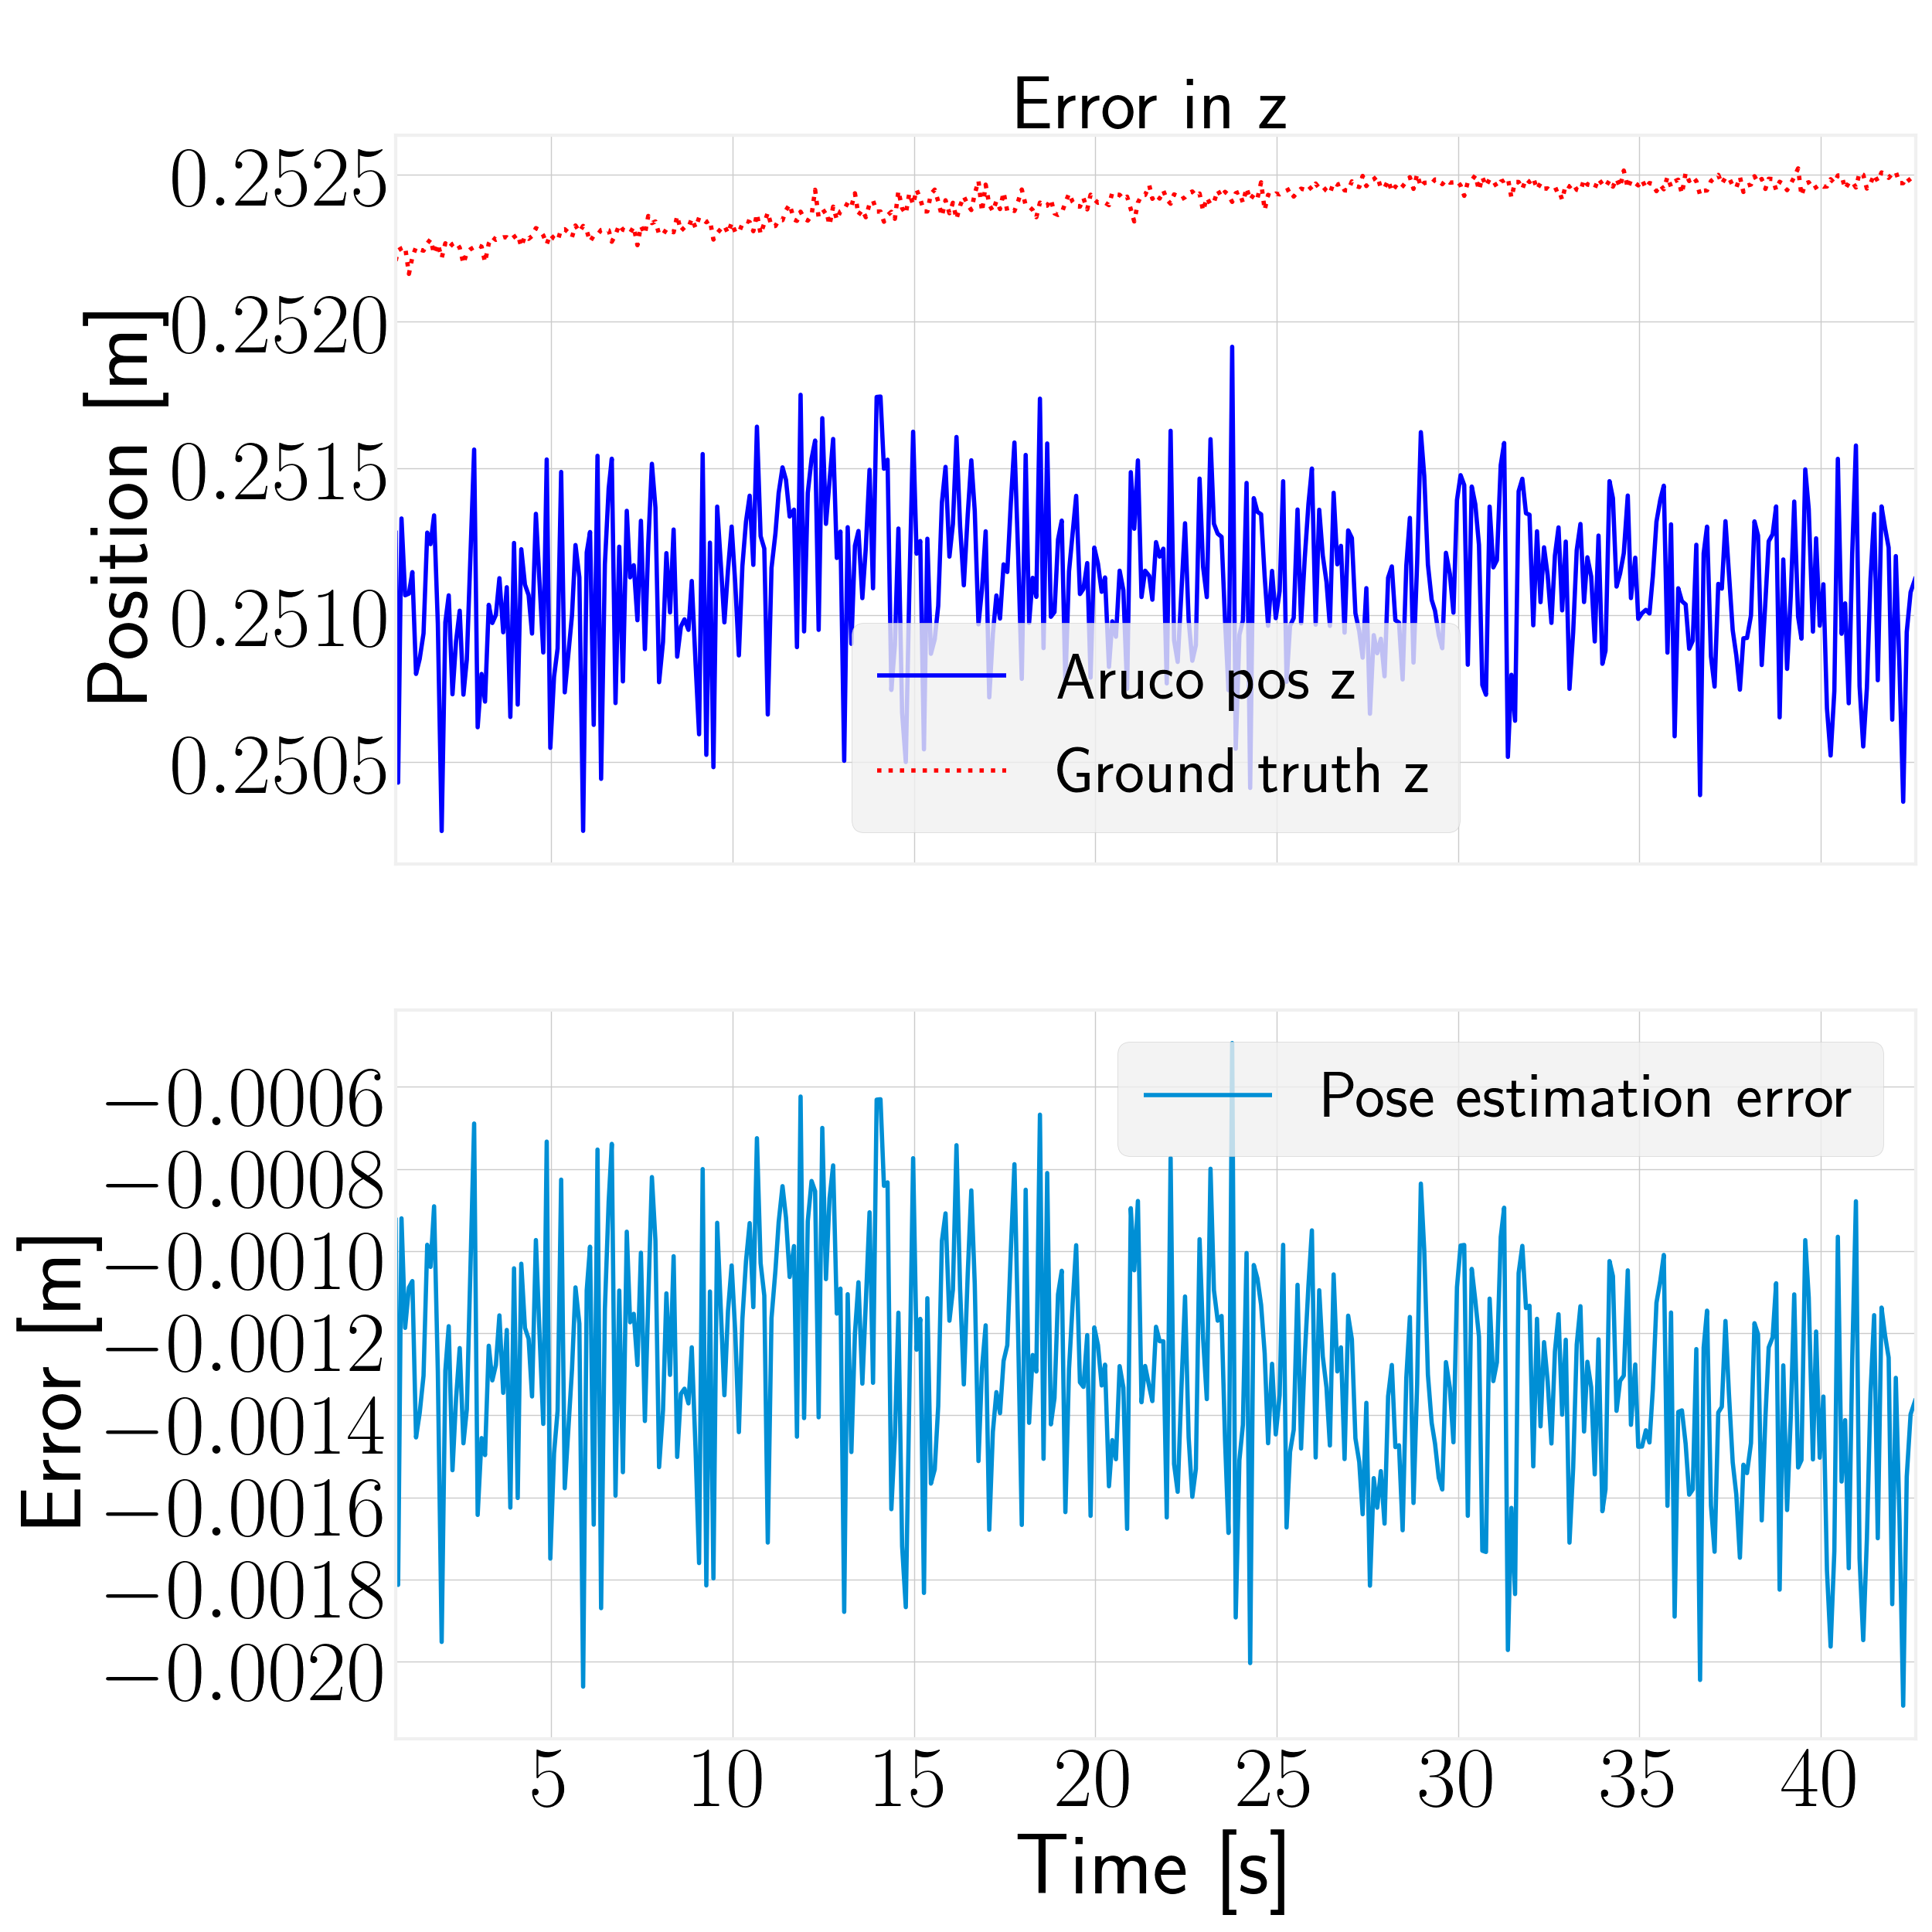 Error in z
Position [m]
0.2525
0.2520
0.2515
0.2510
0.2505
Aruco pos z
Ground truth z
Error [m]
−0.0006
−0.0008
−0.0010
−0.0012
−0.0014
−0.0016
−0.0018
−0.0020
Pose estimation error
5 10 15 20 25 30 35 40
Time [s]